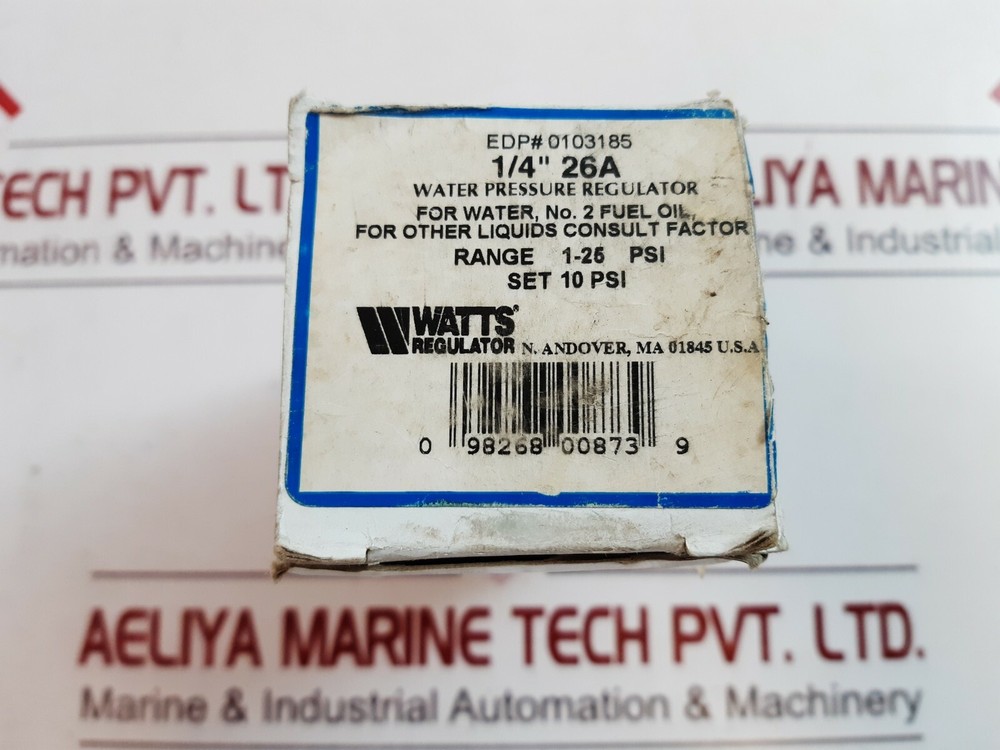 ECH PVT. LT
mation & Machine
EDP# 0103185
1/4" 26A
WATER PRESSURE REGULATOR
FOR WATER, No. 2 FUEL OIL,
FOR OTHER LIQUIDS CONSULT FACTOR
RANGE 1-25 PSI
SET 10 PSI
WATTS®
REGULATOR N. ANDOVER, MA 01845 U.S.A
0 98268 00873 9
IYA MARIN
e & Industrial
AELIYA MARINE TECH PVT. LTD.
Marine & Industrial Automation & Machinery